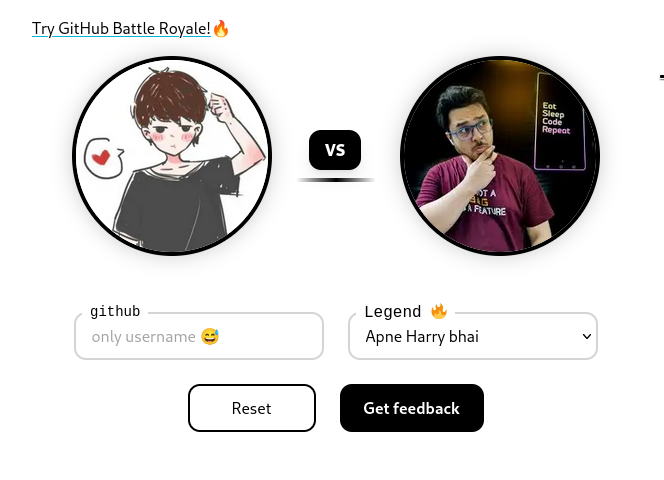 Try GitHub Battle Royale!🔥
Eat
Sleep
Code
Repeat
VS
NOT A
BUG
A FEATURE
github
Legend 🔥
only username 😅
Apne Harry bhai
Reset
Get feedback